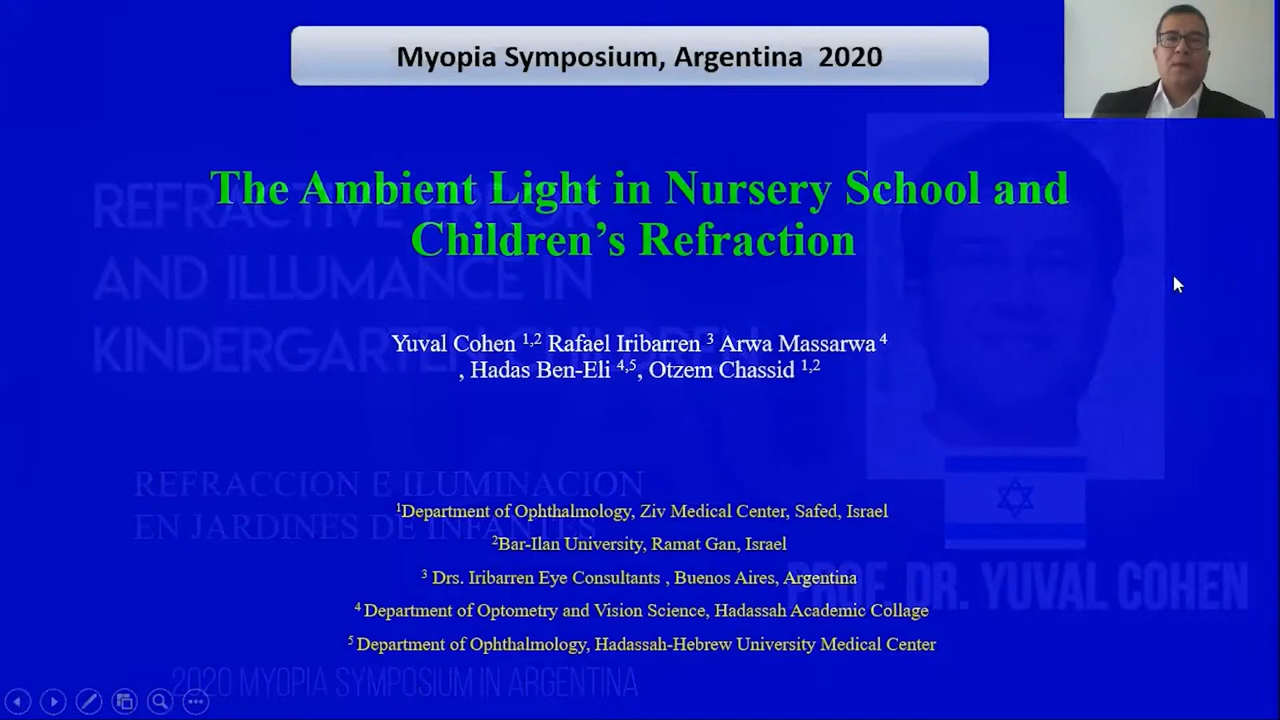 Myopia Symposium, Argentina 2020
The Ambient Light in Nursery School and
Children's Refraction
REFRACTIVE ERROR
AND ILLUMANCE IN
KINDERGARTEN CHILDREN
Yuval Cohen 1,2 Rafael Iribarren 3 Arwa Massarwa 4
, Hadas Ben-Eli 4,5, Otzem Chassid 1,2
REFRACCION E ILUMINACION
EN JARDINES DE INFANTES
1Department of Ophthalmology, Ziv Medical Center, Safed, Israel
2Bar-Ilan University, Ramat Gan, Israel
3 Drs. Iribarren Eye Consultants , Buenos Aires, Argentina
PROF. DR. YUVAL COHEN
4 Department of Optometry and Vision Science, Hadassah Academic Collage
5 Department of Ophthalmology, Hadassah-Hebrew University Medical Center
2020 MYOPIA SYMPOSIUM IN ARGENTINA